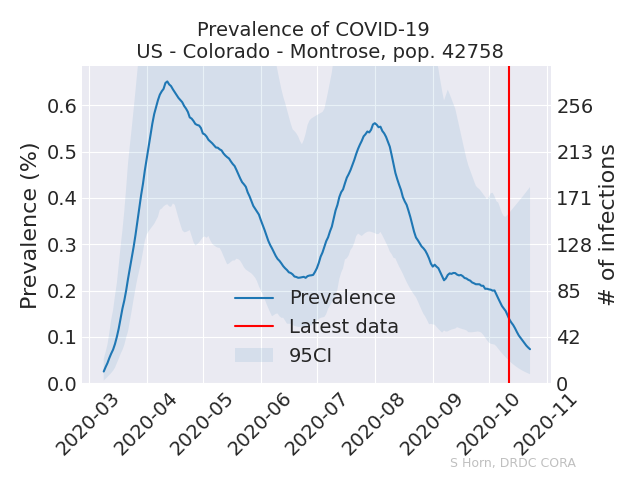 Prevalence of COVID-19
US - Colorado - Montrose, pop. 42758
Prevalence (%)
0.6
0.5
0.4
0.3
0.2
0.1
0.0
256
213
171
128
85
42
0
# of infections
Prevalence
Latest data
95CI
2020-03
2020-04
2020-05
2020-06
2020-07
2020-08
2020-09
2020-10
2020-11
S Horn, DRDC CORA